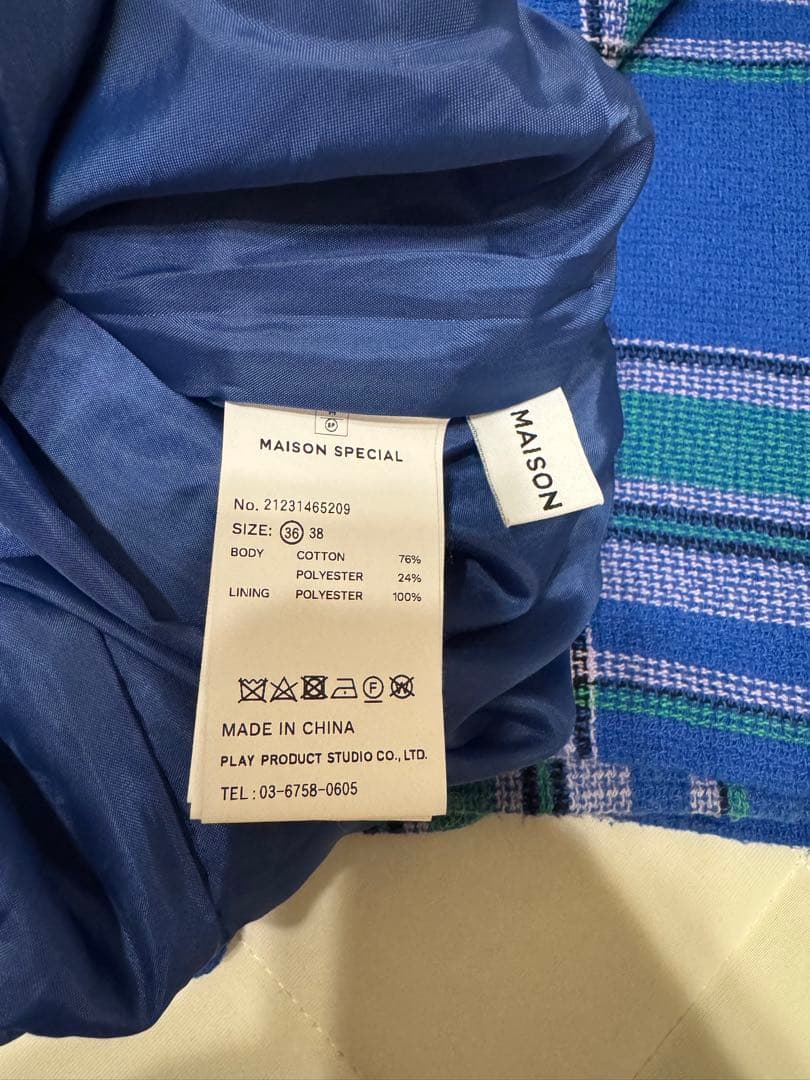 MAISON SPECIAL
No. 21231465209
SIZE: 36 38
BODY COTTON 76%
POLYESTER 24%
LINING POLYESTER 100%
F W
MADE IN CHINA
PLAY PRODUCT STUDIO CO., LTD.
TEL : 03-6758-0605
MAISON